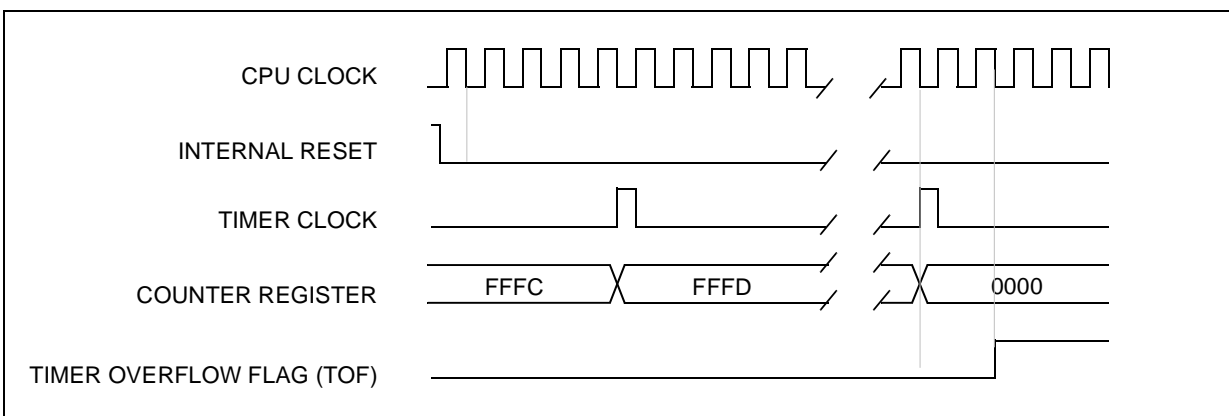 CPU CLOCK
INTERNAL RESET
TIMER CLOCK
COUNTER REGISTER FFFC FFFD 0000
TIMER OVERFLOW FLAG (TOF)